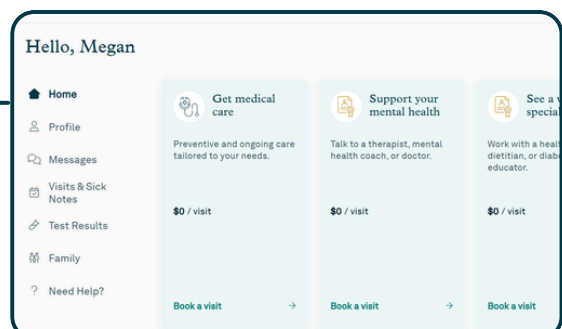 Hello, Megan
Home
Profile
Messages
Visits & Sick
Notes
Test Results
Family
Need Help?
Get medical
care
Preventive and ongoing care
tailored to your needs.
$0 / visit
Book a visit
Support your
mental health
Talk to a therapist, mental
health coach, or doctor.
$0 / visit
Book a visit
See a
special
Work with a
dietitian, or
educator.
$0 / visit
Book a visit